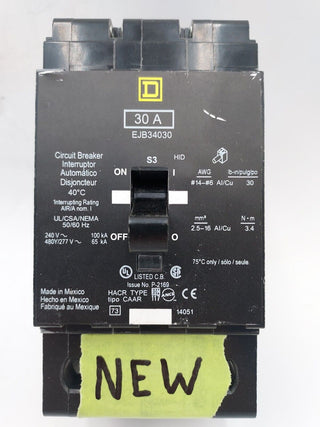 D
30 A
EJB34030
Circuit Breaker
Interruptor
Automático
Disjoncteur
40°C
Interrupting Rating
AIR/A nom. I
UL/CSA/NEMA
50/60 Hz
240 V 100 kA
480Y/277 V 65 kA
S3
HID
ON I
OFF O
AWG lb-in/pulg/po
#14–#6 Al/Cu 30
mm² N·m
2.5–16 Al/Cu 3.4
75°C only / sólo / seule
UL LISTED C.B.
Issue No. P-2169
HACR TYPE
tipo CAAR
73
14051
CE
Made in Mexico
Hecho en Mexico
Fabriqué au Mexique
NEW